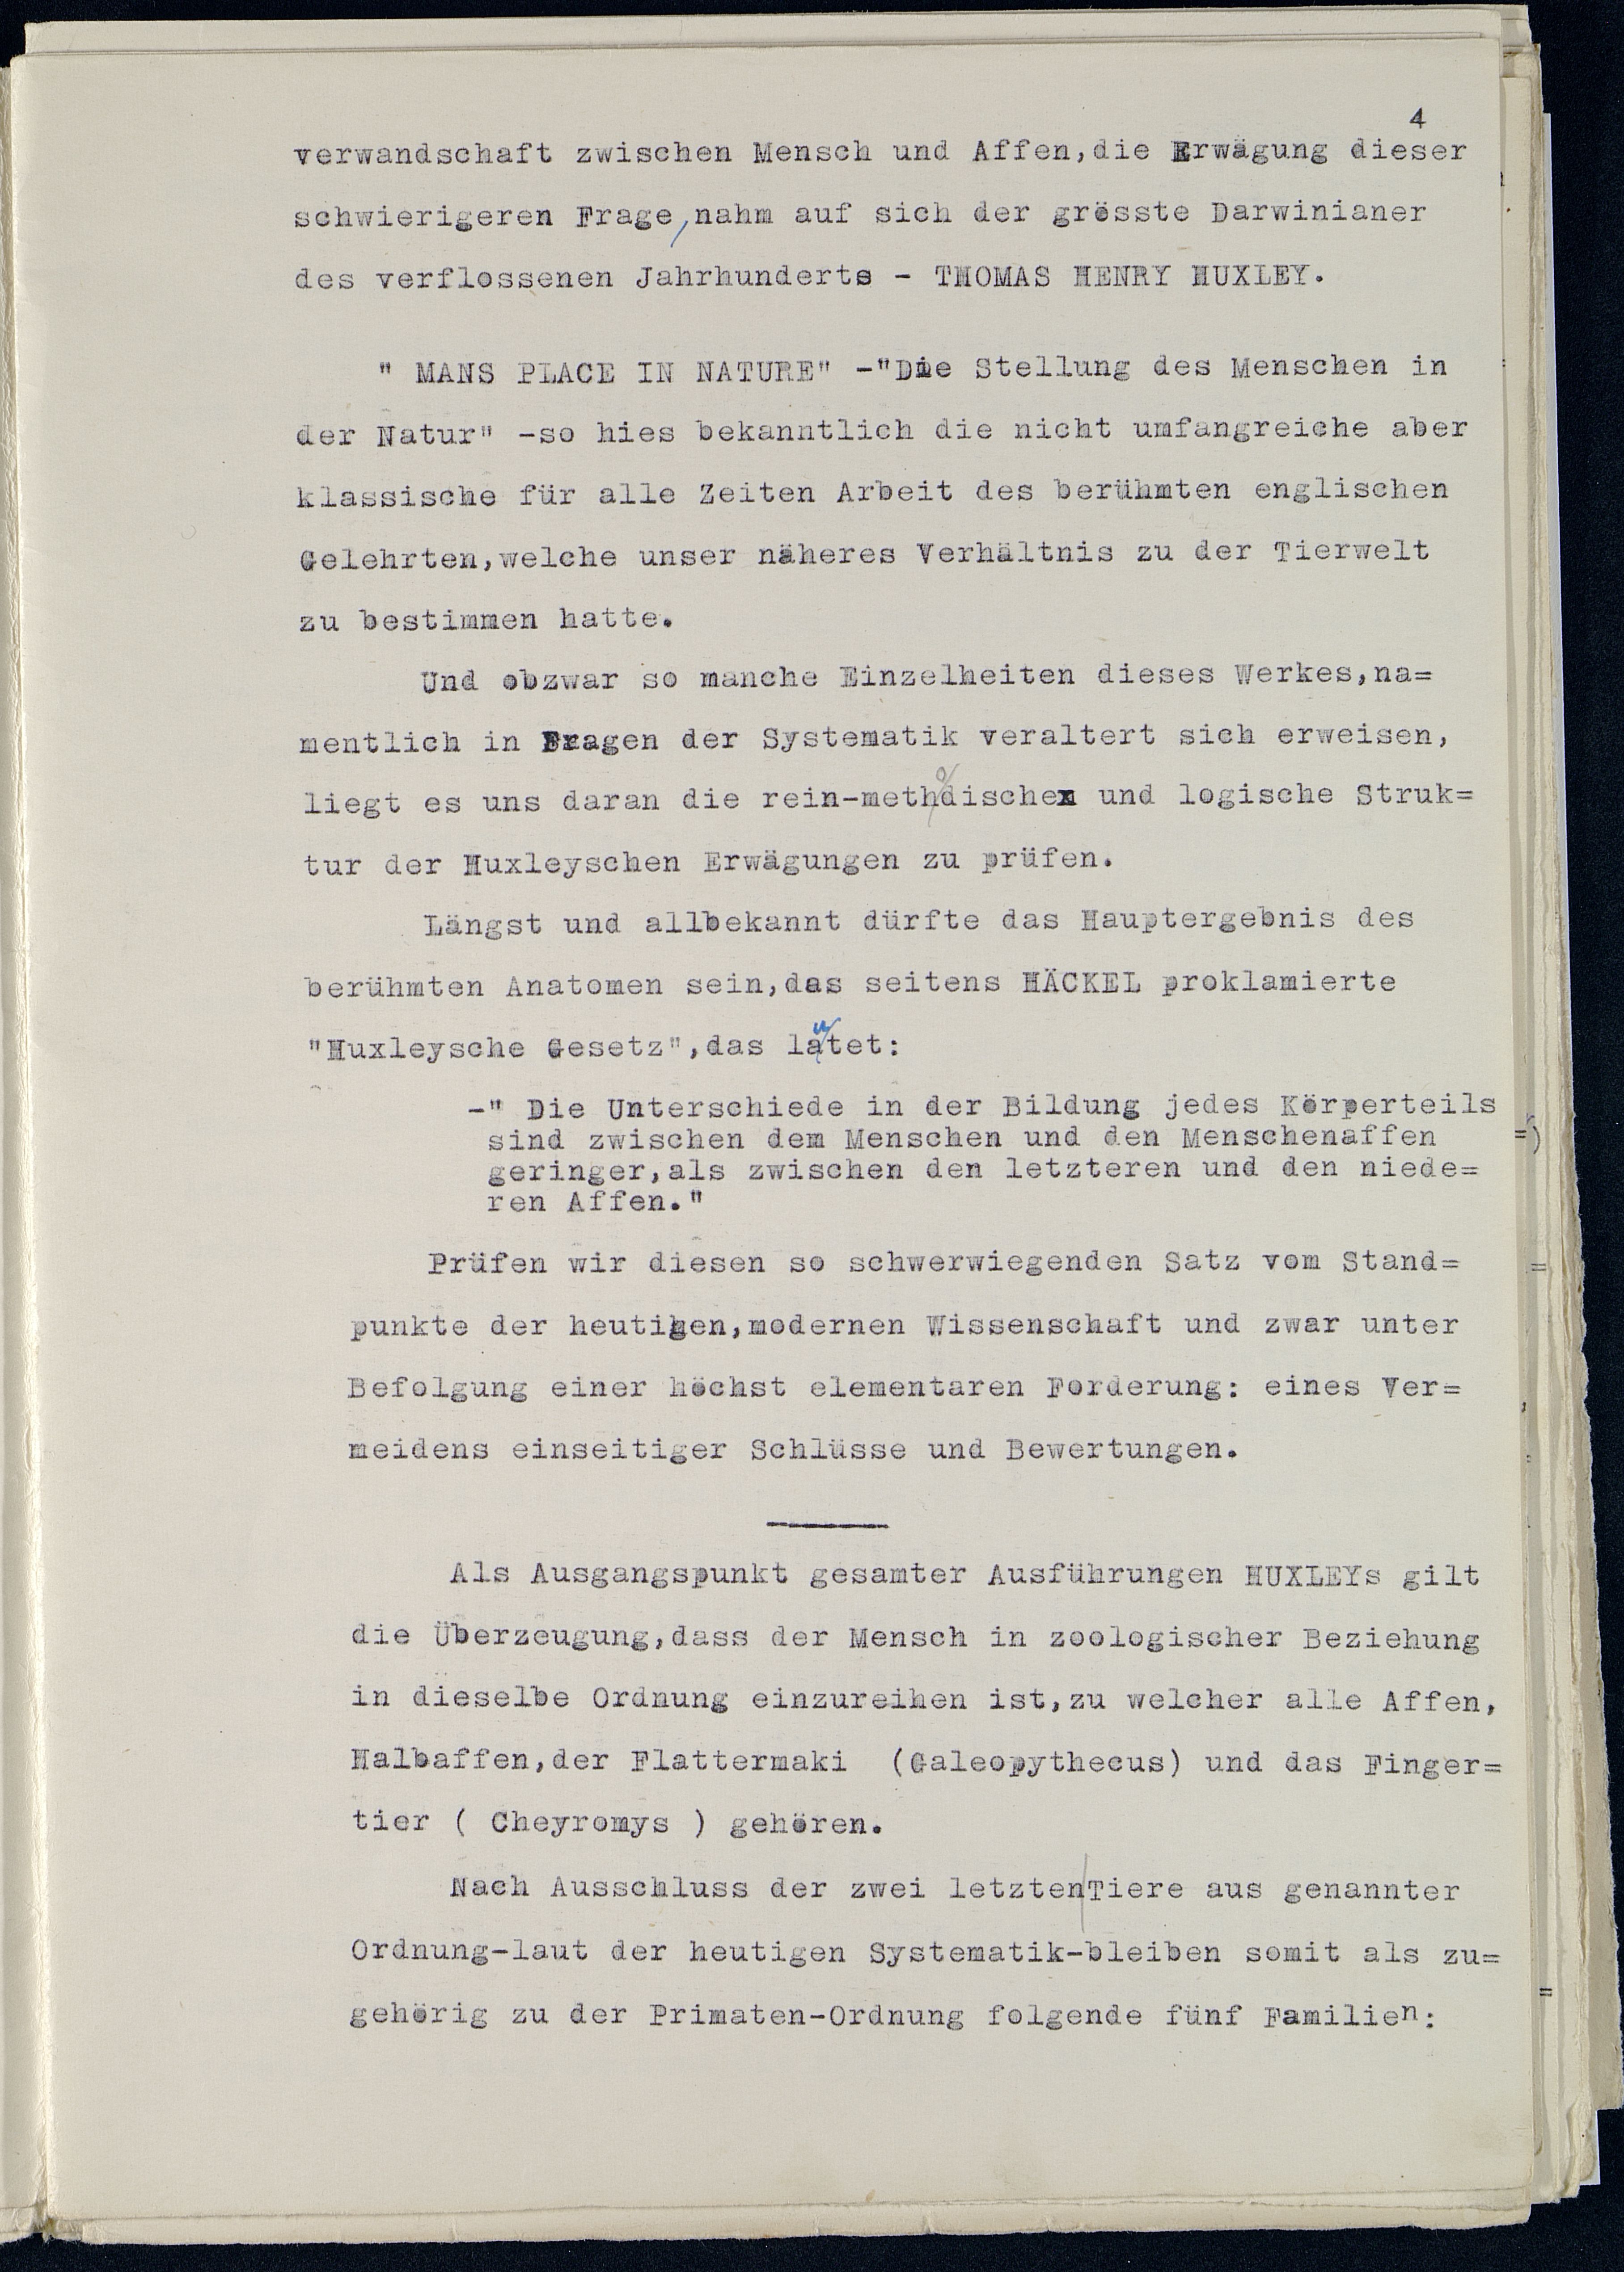 4
verwandschaft zwischen Mensch und Affen,die Erwägung dieser
schwierigeren Frage,nahm auf sich der grösste Darwinianer
des verflossenen Jahrhunderts - THOMAS HENRY HUXLEY.
" MANS PLACE IN NATURE" -"Die Stellung des Menschen in
der Natur" -so hies bekanntlich die nicht umfangreiche aber
klassische für alle Zeiten Arbeit des berühmten englischen
Gelehrten,welche unser näheres Verhältnis zu der Tierwelt
zu bestimmen hatte.
Und obzwar so manche Einzelheiten dieses Werkes,na=
mentlich in Fragen der Systematik veraltert sich erweisen,
liegt es uns daran die rein-methodische und logische Struk=
tur der Huxleyschen Erwägungen zu prüfen.
Längst und allbekannt dürfte das Hauptergebnis des
berühmten Anatomen sein,das seitens HÄCKEL proklamierte
"Huxleysche Gesetz",das lautet:
-" Die Unterschiede in der Bildung jedes Körperteils
sind zwischen dem Menschen und den Menschenaffen
geringer,als zwischen den letzteren und den niede=
ren Affen."
Prüfen wir diesen so schwerwiegenden Satz vom Stand=
punkte der heutigen,modernen Wissenschaft und zwar unter
Befolgung einer höchst elementaren Forderung: eines Ver=
meidens einseitiger Schlüsse und Bewertungen.
Als Ausgangspunkt gesamter Ausführungen HUXLEYs gilt
die Überzeugung,dass der Mensch in zoologischer Beziehung
in dieselbe Ordnung einzureihen ist,zu welcher alle Affen,
Halbaffen,der Flattermaki (Galeopythecus) und das Finger=
tier ( Cheyromys ) gehören.
Nach Ausschluss der zwei letzten|Tiere aus genannter
Ordnung-laut der heutigen Systematik-bleiben somit als zu=
gehörig zu der Primaten-Ordnung folgende fünf Familien: